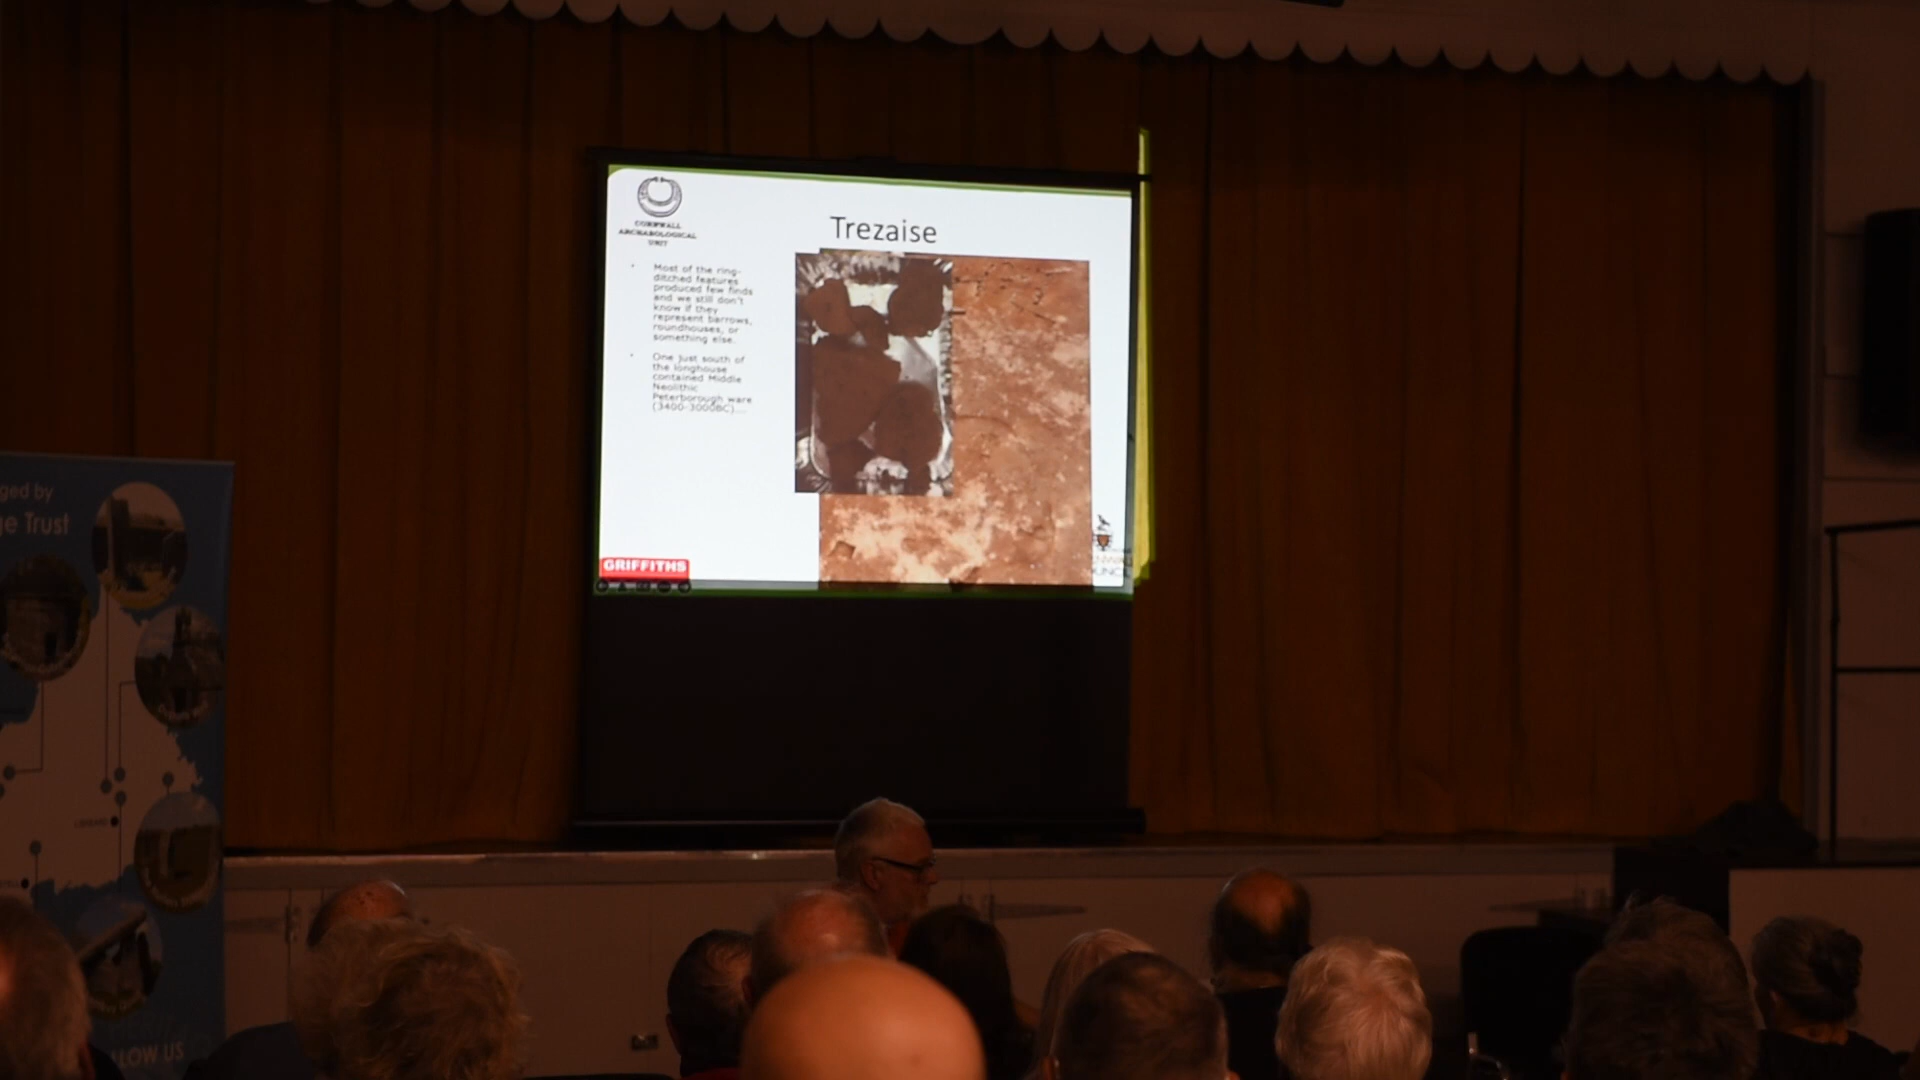 CORNWALL
ARCHAEOLOGICAL
UNIT
Trezaise
• Most of the ring-
ditched features
produced few finds
and we still don't
know if they
represent barrows,
roundhouses, or
something else.
• One just south of
the longhouse
contained Middle
Neolithic
Peterborough ware
(3400-3000BC)....
GRIFFITHS
ged by
ge Trust
LLOW US